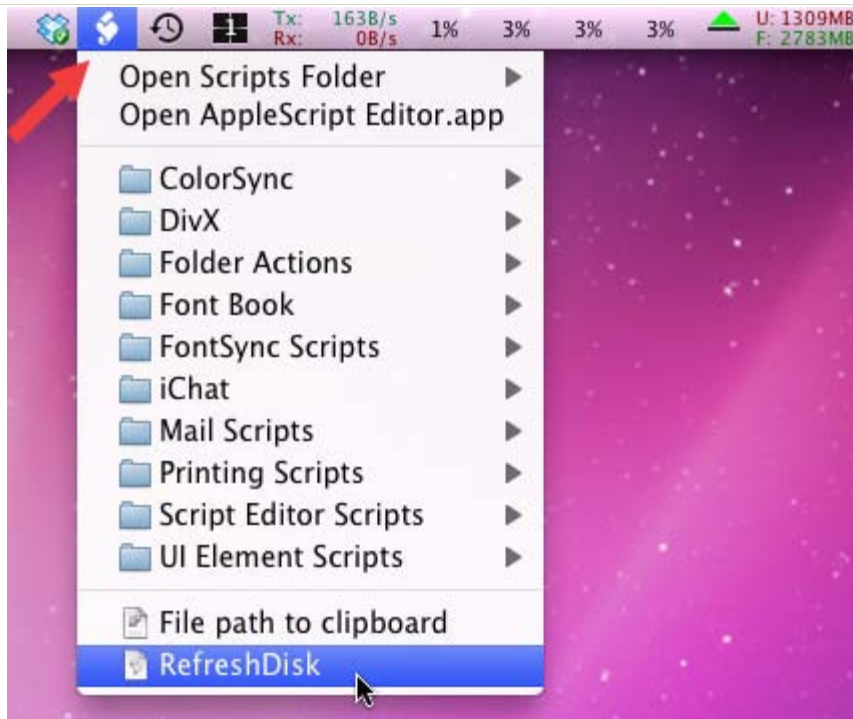 Tx: 163B/s
Rx: 0B/s
1% 3% 3% 3%
U: 1309MB
F: 2783MB
1
Open Scripts Folder
Open AppleScript Editor.app
ColorSync
DivX
Folder Actions
Font Book
FontSync Scripts
iChat
Mail Scripts
Printing Scripts
Script Editor Scripts
UI Element Scripts
File path to clipboard
RefreshDisk